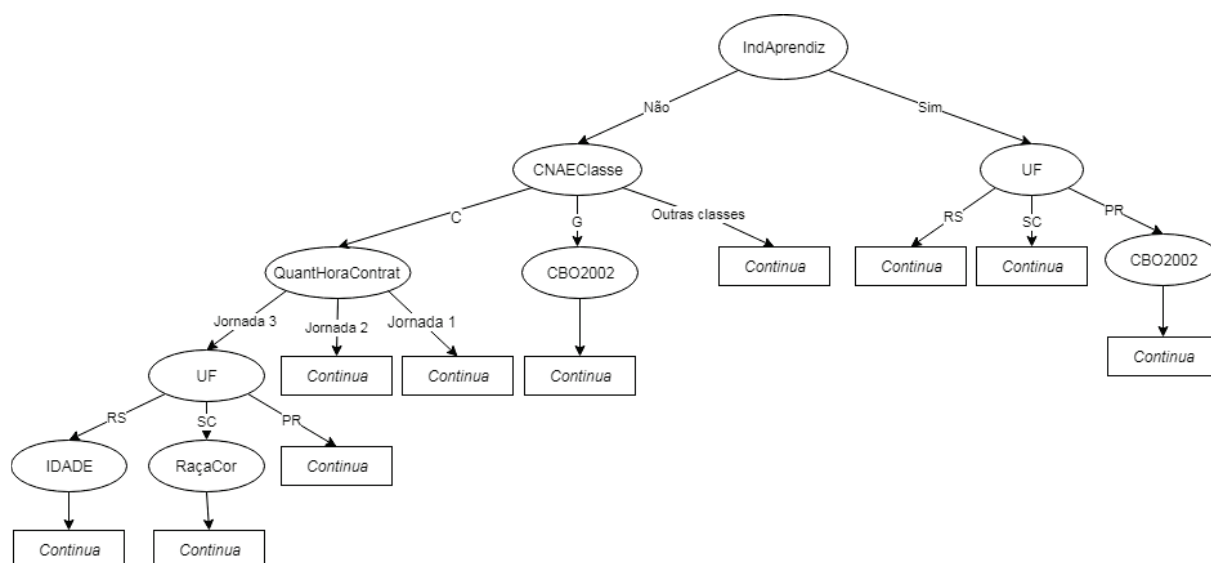 IndAprendiz
Não
Sim
CNAEClasse
UF
C
G
Outras classes
RS
SC
PR
QuantHoraContrat
CBO2002
Continua
Continua
Continua
CBO2002
Jornada 3
Jornada 2
Jornada 1
Continua
UF
Continua
Continua
Continua
RS
SC
PR
IDADE
RaçaCor
Continua
Continua
Continua